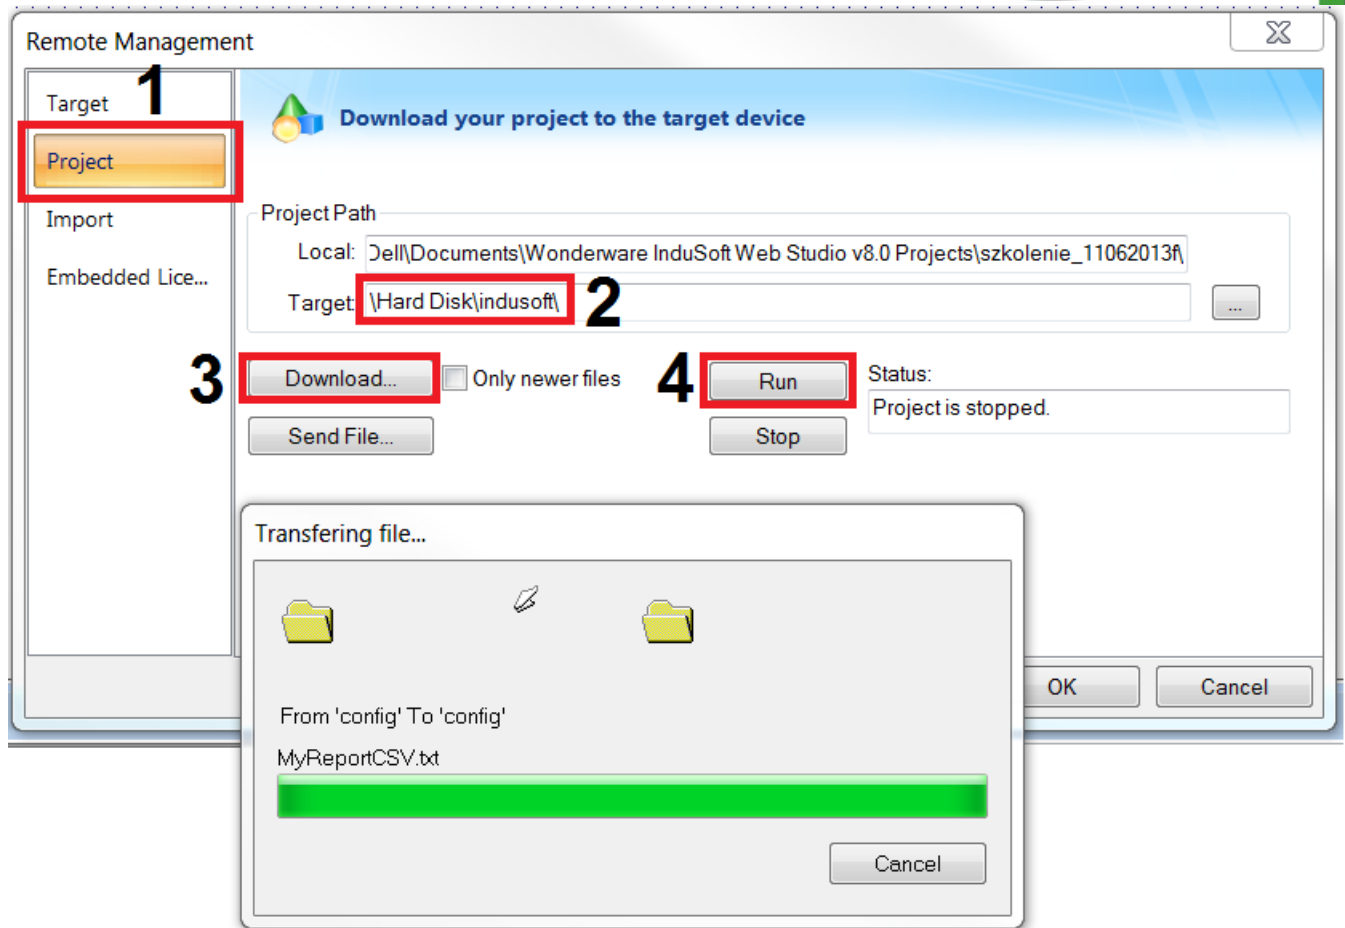 Remote Management
1
Target
Download your project to the target device
Project
Import
Embedded Lice...
Project Path
Local: Dell\Documents\Wonderware InduSoft Web Studio v8.0 Projects\szkolenie_11062013f\
Target: \Hard Disk\indusoft\ 2 ...
3 Download... Only newer files 4 Run Status:
Project is stopped.
Send File... Stop
Transfering file...
From 'config' To 'config'
MyReportCSV.txt
Cancel
OK Cancel